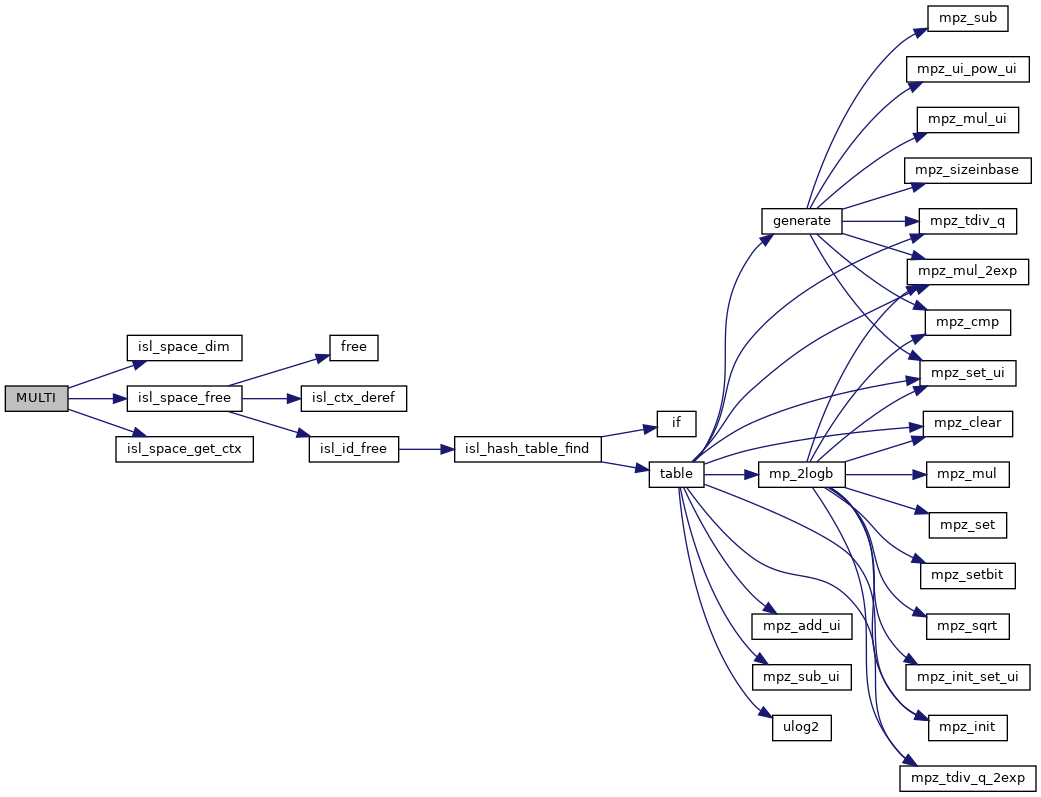 mpz_sub
mpz_ui_pow_ui
mpz_mul_ui
mpz_sizeinbase
generate
mpz_tdiv_q
mpz_mul_2exp
mpz_cmp
isl_space_dim
free
mpz_set_ui
MULTI
isl_space_free
isl_ctx_deref
if
mpz_clear
isl_space_get_ctx
isl_id_free
isl_hash_table_find
table
mp_2logb
mpz_mul
mpz_set
mpz_setbit
mpz_add_ui
mpz_sqrt
mpz_sub_ui
mpz_init_set_ui
ulog2
mpz_init
mpz_tdiv_q_2exp